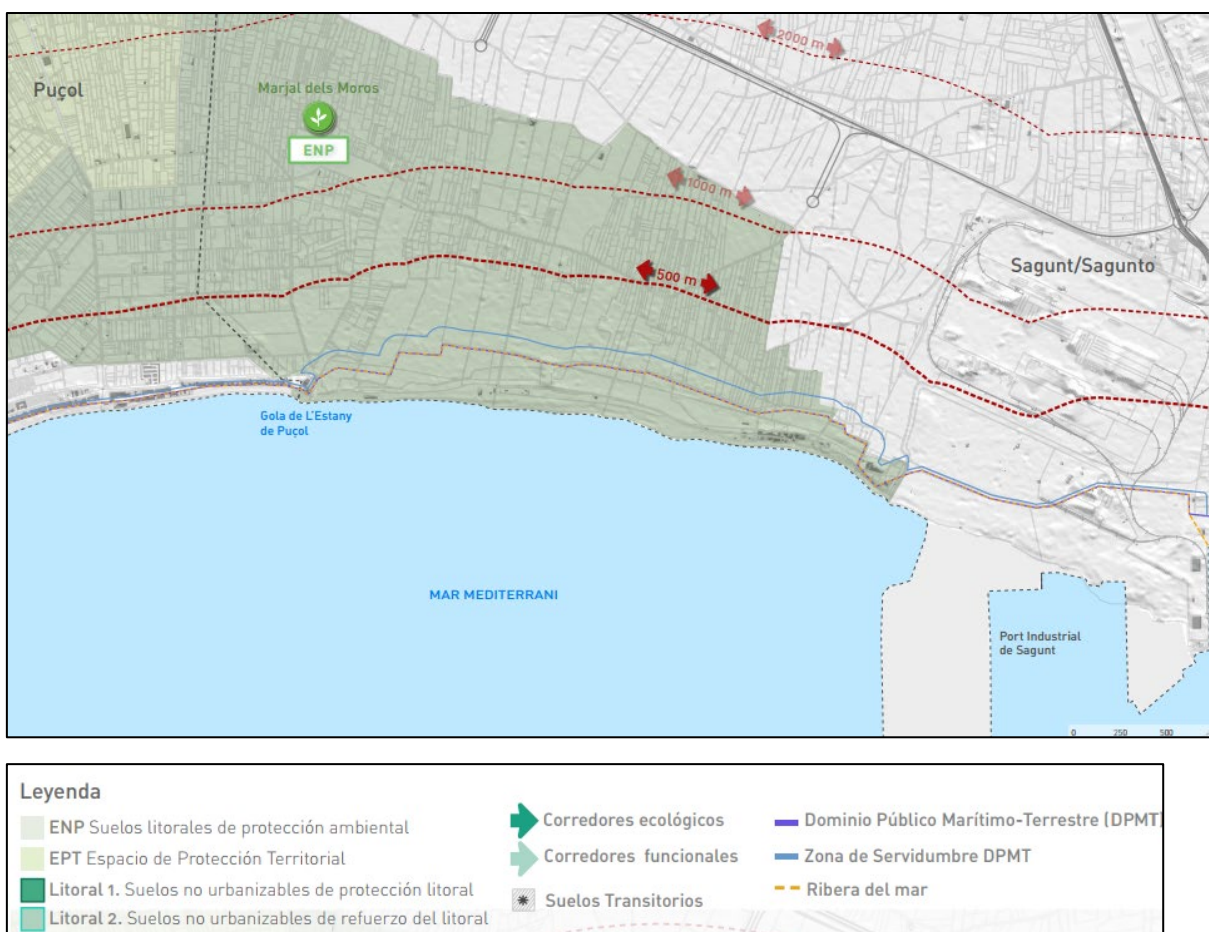 2000 m
Puçol
Marjal dels Moros
ENP
1000 m
Sagunt/Sagunto
500 m
Gola de L'Estany
de Puçol
MAR MEDITERRANI
Port Industrial
de Sagunt
0 250 500
Leyenda
ENP Suelos litorales de protección ambiental
EPT Espacio de Protección Territorial
Litoral 1. Suelos no urbanizables de protección litoral
Litoral 2. Suelos no urbanizables de refuerzo del litoral
Corredores ecológicos
Corredores funcionales
Suelos Transitorios
Dominio Público Marítimo-Terrestre (DPMT)
Zona de Servidumbre DPMT
Ribera del mar